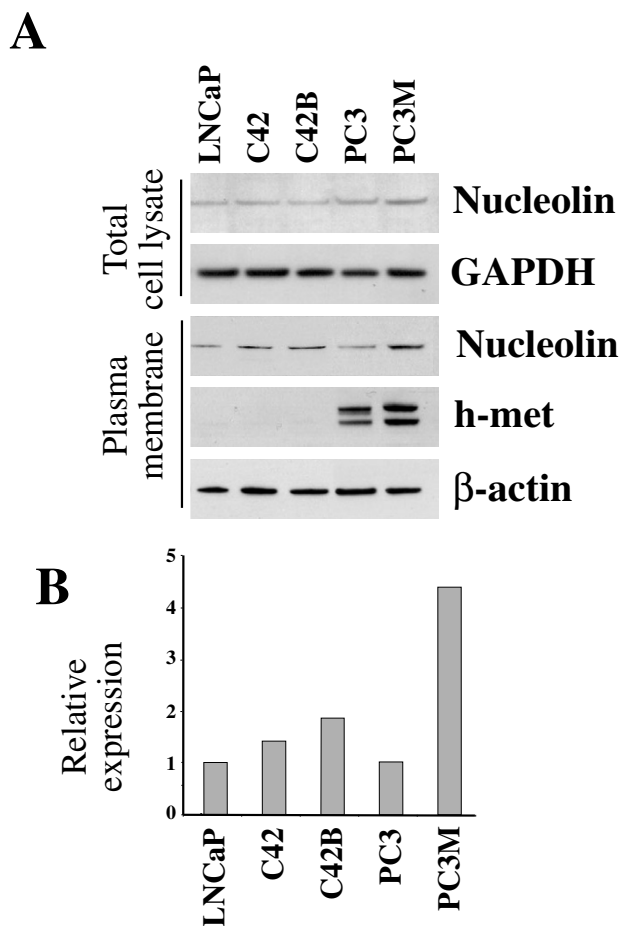 A
LNCaP
C42
C42B
PC3
PC3M
Total
cell lysate
Nucleolin
GAPDH
Plasma
membrane
Nucleolin
h-met
β-actin
B
Relative
expression
5
4
3
2
1
0
LNCaP
C42
C42B
PC3
PC3M